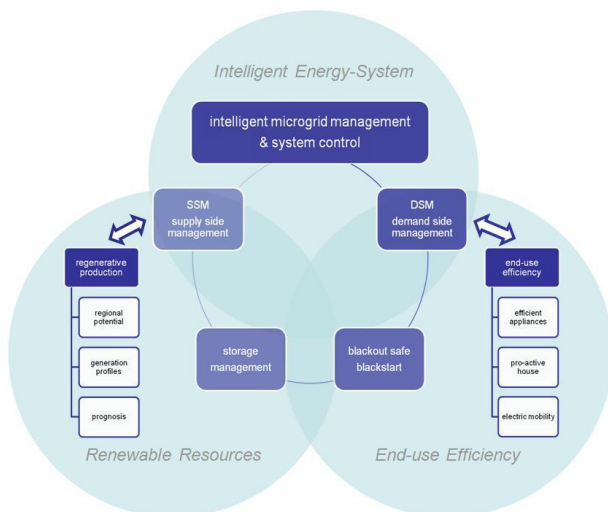 Intelligent Energy-System
intelligent microgrid management
& system control
SSM
supply side
management
DSM
demand side
management
regenerative
production
regional
potential
generation
profiles
prognosis
storage
management
blackout safe
blackstart
end-use
efficiency
efficient
appliances
pro-active
house
electric mobility
Renewable Resources
End-use Efficiency